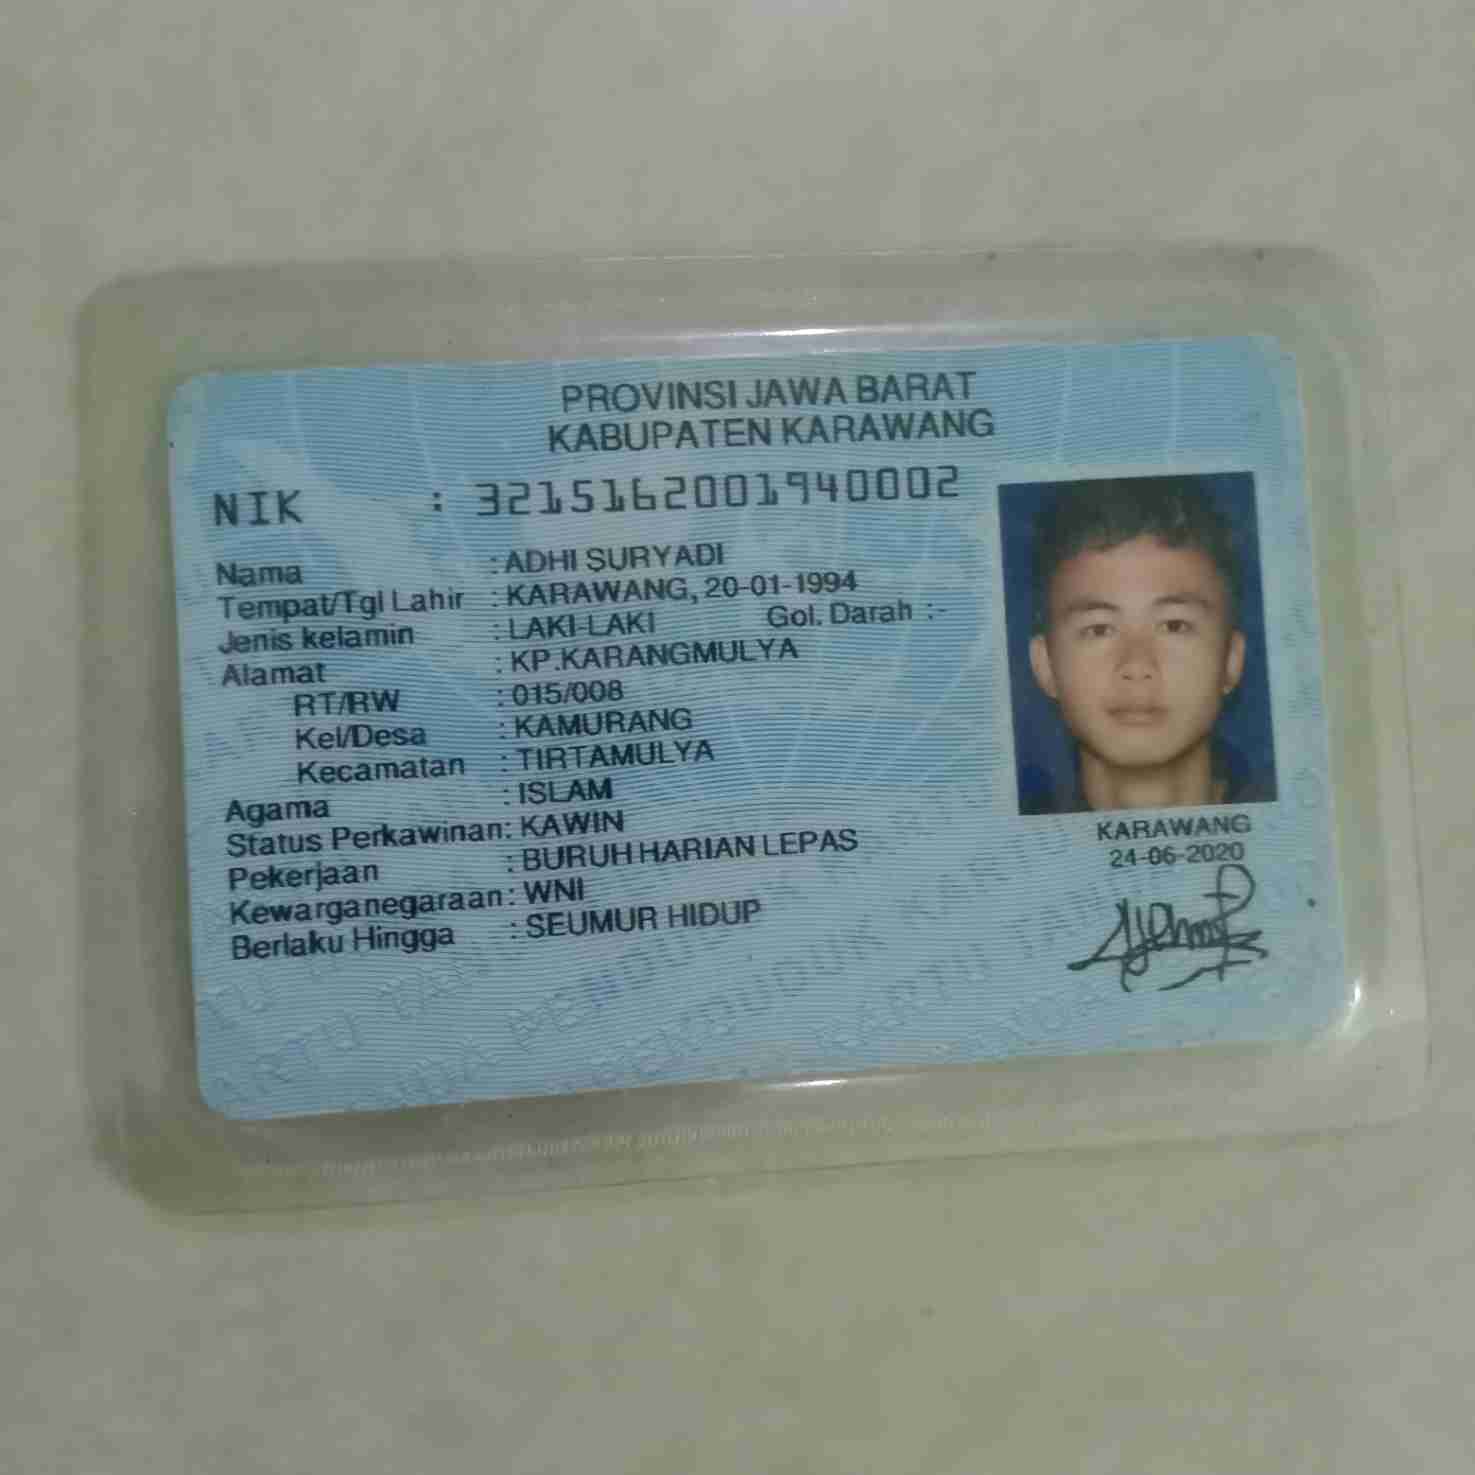 PROVINSI JAWA BARAT
KABUPATEN KARAWANG
NIK : 3215162001940002
Nama : ADHI SURYADI
Tempat/Tgl Lahir : KARAWANG, 20-01-1994
Jenis kelamin : LAKI-LAKI Gol. Darah :-
Alamat : KP.KARANGMULYA
RT/RW : 015/008
Kel/Desa : KAMURANG
Kecamatan : TIRTAMULYA
Agama : ISLAM
Status Perkawinan: KAWIN
Pekerjaan : BURUH HARIAN LEPAS
Kewarganegaraan: WNI
Berlaku Hingga : SEUMUR HIDUP
KARAWANG
24-06-2020